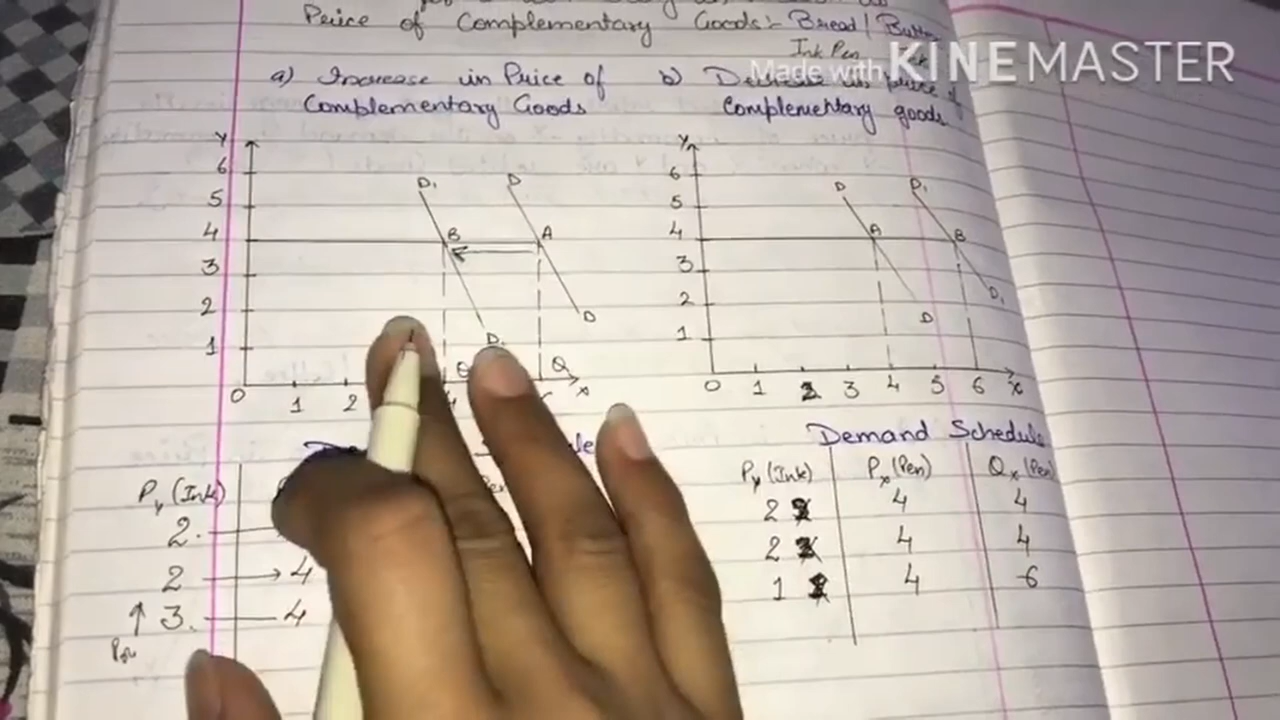 Price of Complementary Goods:- Bread / Butter
Ink Pen
Made with KINEMASTER
a) Increase in Price of
Complementary Goods
b) Decrease in price of
Complementary goods
Y
6
5
4
3
2
1
0 1 2
D₁ D
B A
D₁ D
Q Q
x
Y
6
5
4
3
2
1
0 1 2 3 4 5 6 x
D D₁
A B
D D₁
Demand Schedule
Py (Ink)
2
2 4
↑ 3 4
Py (Ink) Px (Pen) Qx (Pen)
2 4 4
2 4 4
1 4 6